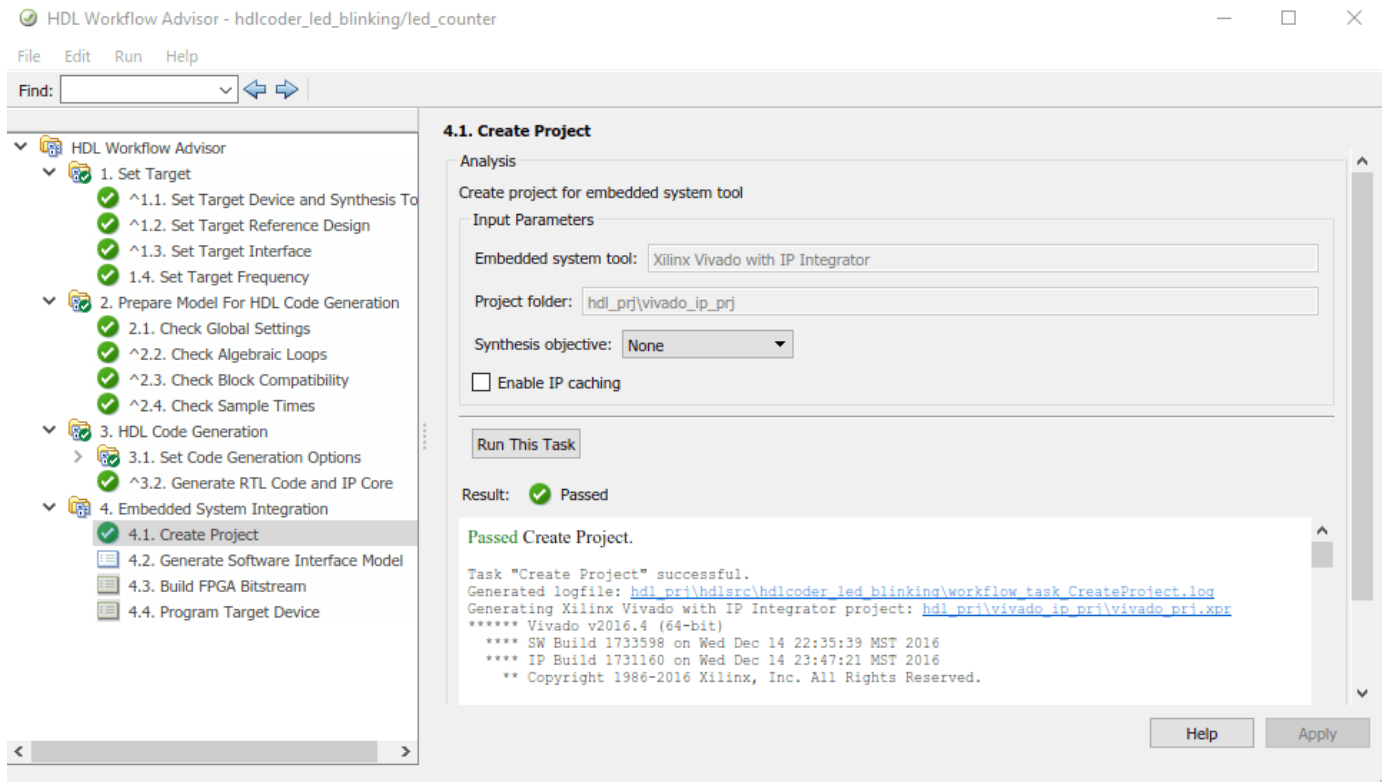 HDL Workflow Advisor - hdlcoder_led_blinking/led_counter
File Edit Run Help
Find:
HDL Workflow Advisor
1. Set Target
^1.1. Set Target Device and Synthesis To
^1.2. Set Target Reference Design
^1.3. Set Target Interface
1.4. Set Target Frequency
2. Prepare Model For HDL Code Generation
2.1. Check Global Settings
^2.2. Check Algebraic Loops
^2.3. Check Block Compatibility
^2.4. Check Sample Times
3. HDL Code Generation
3.1. Set Code Generation Options
^3.2. Generate RTL Code and IP Core
4. Embedded System Integration
4.1. Create Project
4.2. Generate Software Interface Model
4.3. Build FPGA Bitstream
4.4. Program Target Device
4.1. Create Project
Analysis
Create project for embedded system tool
Input Parameters
Embedded system tool: Xilinx Vivado with IP Integrator
Project folder: hdl_prj\vivado_ip_prj
Synthesis objective: None
Enable IP caching
Run This Task
Result: Passed
Passed Create Project.
Task "Create Project" successful.
Generated logfile: hdl_prj\hdlsrc\hdlcoder_led_blinking\workflow_task_CreateProject.log
Generating Xilinx Vivado with IP Integrator project: hdl_prj\vivado_ip_prj\vivado_prj.xpr
****** Vivado v2016.4 (64-bit)
**** SW Build 1733598 on Wed Dec 14 22:35:39 MST 2016
**** IP Build 1731160 on Wed Dec 14 23:47:21 MST 2016
** Copyright 1986-2016 Xilinx, Inc. All Rights Reserved.
Help Apply